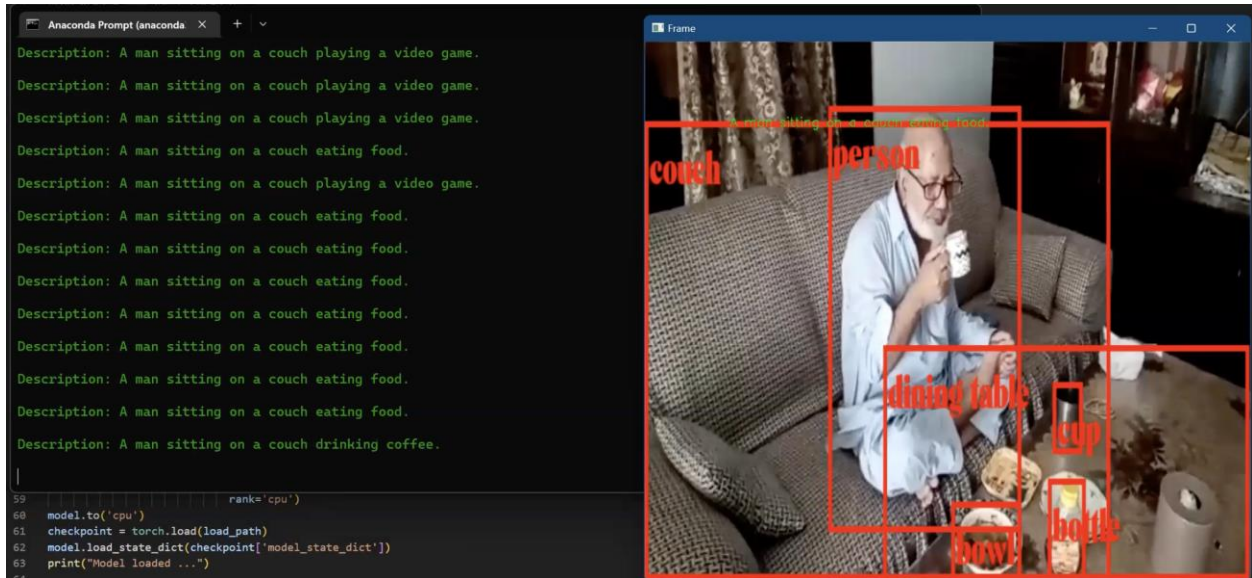 Anaconda Prompt (anaconda
Description: A man sitting on a couch playing a video game.
Description: A man sitting on a couch playing a video game.
Description: A man sitting on a couch playing a video game.
Description: A man sitting on a couch eating food.
Description: A man sitting on a couch playing a video game.
Description: A man sitting on a couch eating food.
Description: A man sitting on a couch eating food.
Description: A man sitting on a couch eating food.
Description: A man sitting on a couch eating food.
Description: A man sitting on a couch eating food.
Description: A man sitting on a couch eating food.
Description: A man sitting on a couch eating food.
Description: A man sitting on a couch drinking coffee.
59 rank='cpu')
60 model.to('cpu')
61 checkpoint = torch.load(load_path)
62 model.load_state_dict(checkpoint['model_state_dict'])
63 print("Model loaded ...")
Frame
A man sitting on a couch eating food.
couch
person
dining table
cup
bottle
bowl